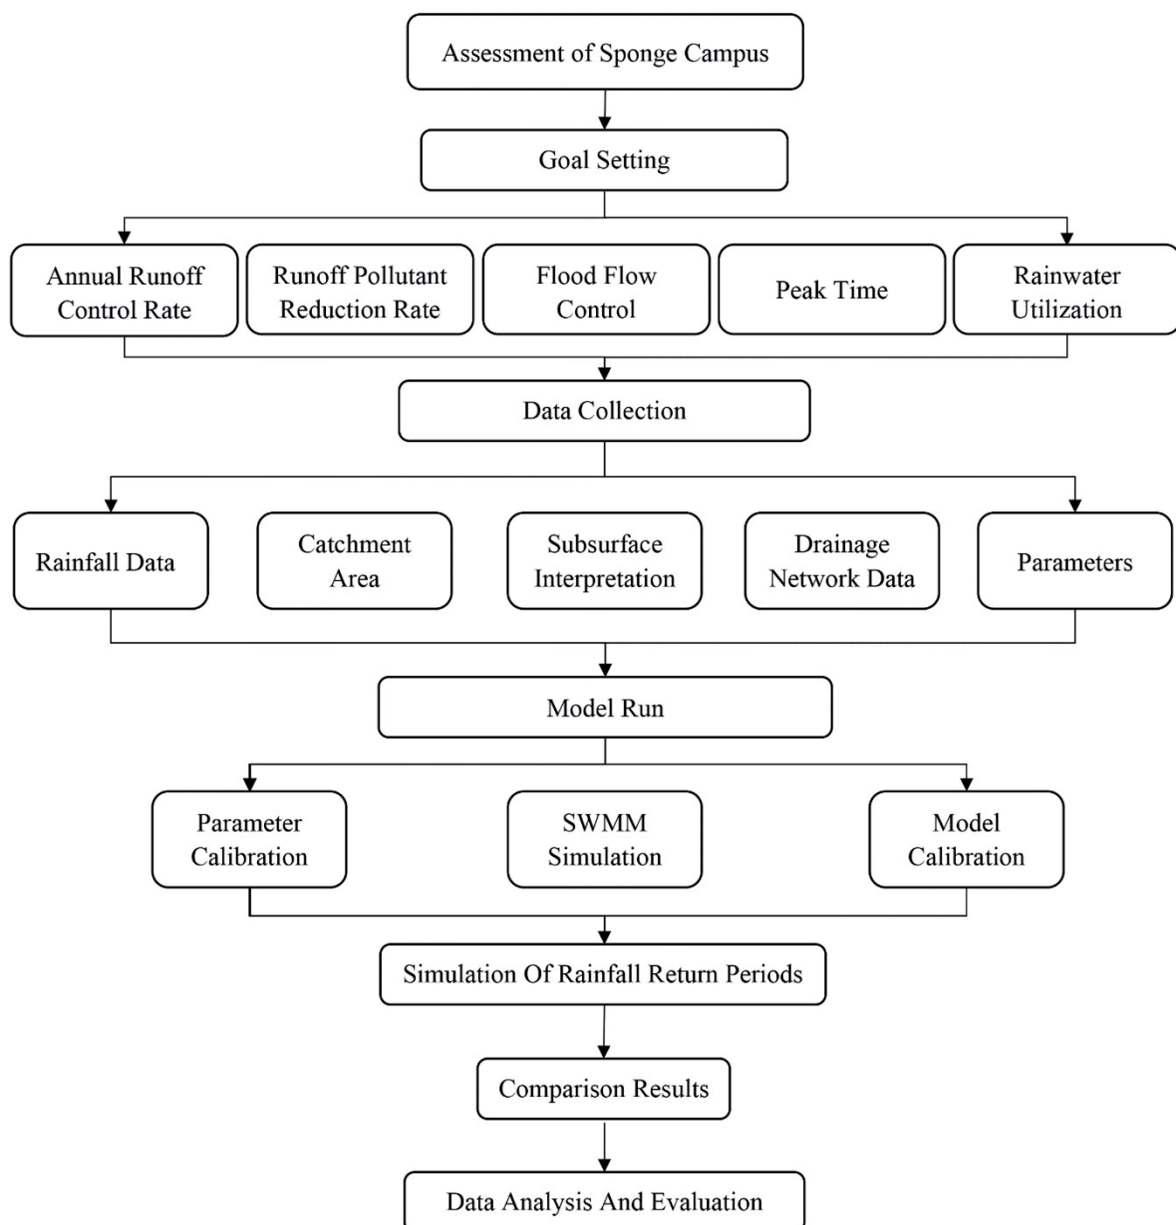 Assessment of Sponge Campus
Goal Setting
Annual Runoff
Control Rate
Runoff Pollutant
Reduction Rate
Flood Flow
Control
Peak Time
Rainwater
Utilization
Data Collection
Rainfall Data
Catchment
Area
Subsurface
Interpretation
Drainage
Network Data
Parameters
Model Run
Parameter
Calibration
SWMM
Simulation
Model
Calibration
Simulation Of Rainfall Return Periods
Comparison Results
Data Analysis And Evaluation